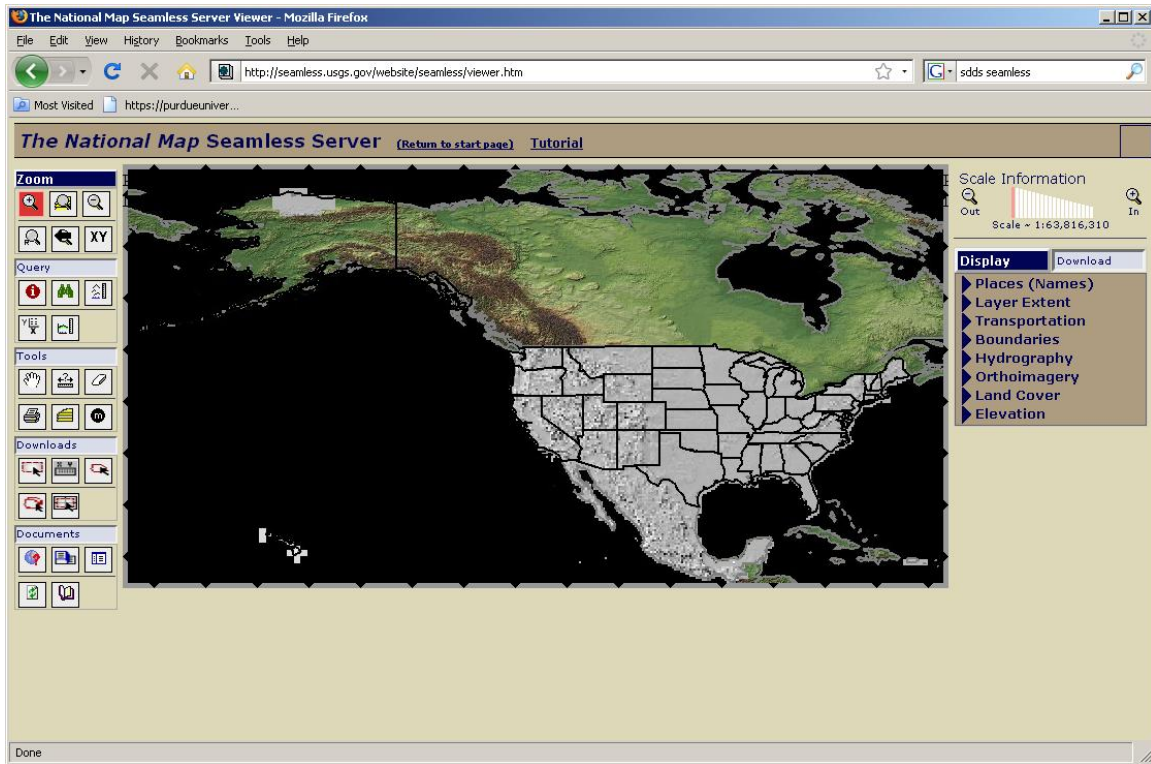 The National Map Seamless Server Viewer - Mozilla Firefox
File Edit View History Bookmarks Tools Help
http://seamless.usgs.gov/website/seamless/viewer.htm
sdds seamless
Most Visited https://purdueuniver...
The National Map Seamless Server (Return to start page) Tutorial
Zoom
XY
Query
Tools
m
Downloads
Documents
Scale Information
Out In
Scale ~ 1:63,816,310
Display Download
Places (Names)
Layer Extent
Transportation
Boundaries
Hydrography
Orthoimagery
Land Cover
Elevation
Done